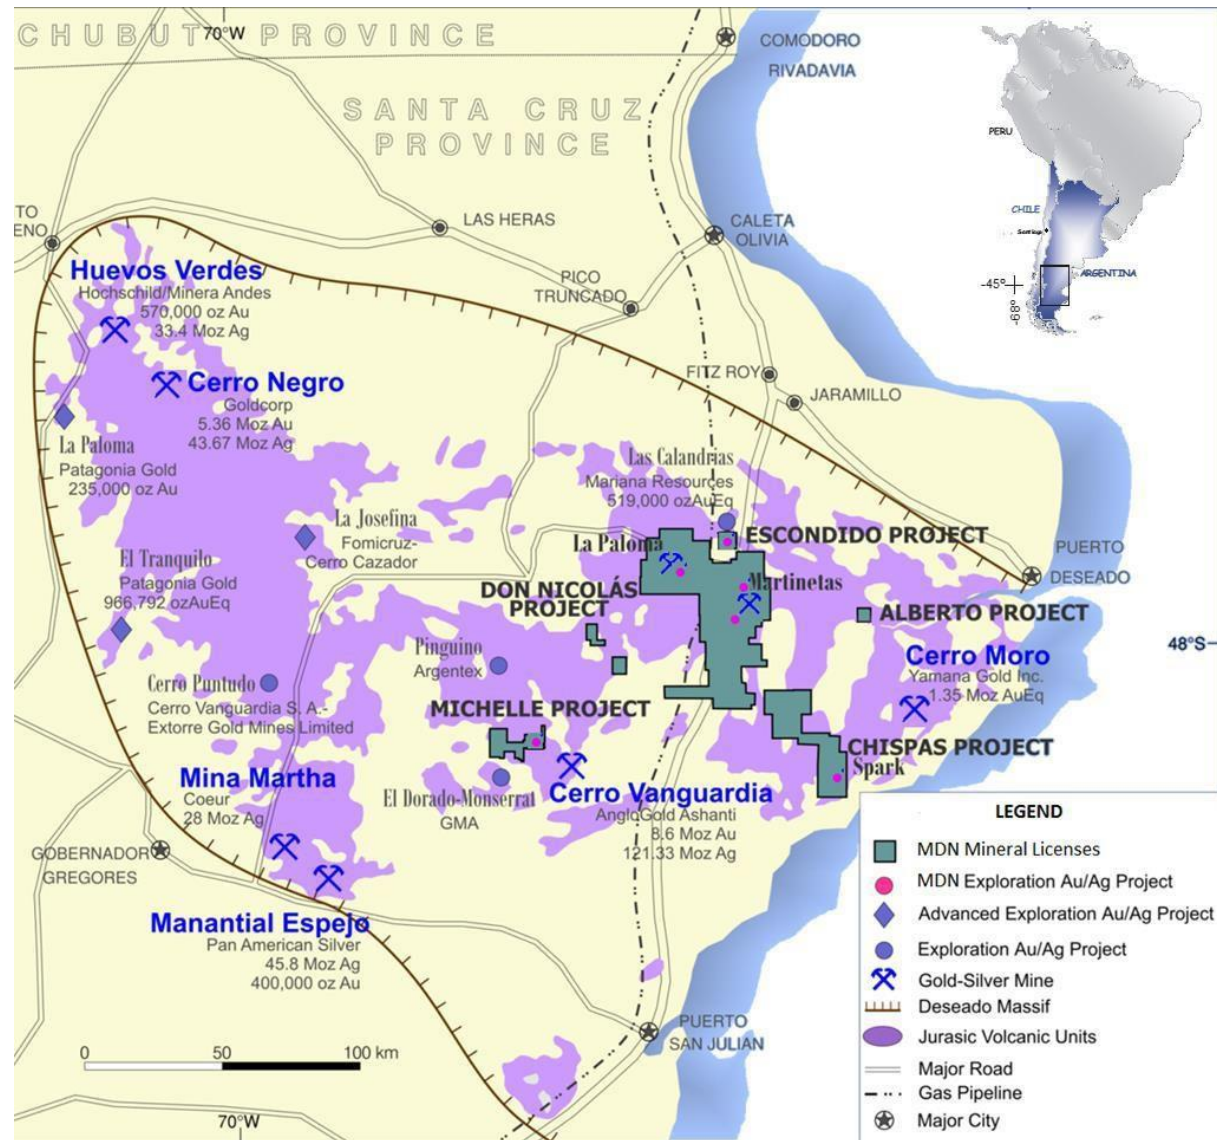 CHUBUT PROVINCE
70°W
COMODORO
RIVADAVIA
SANTA CRUZ
PROVINCE
PERU
CHILE
Santiago
ARGENTINA
-45°
-68°
TO
ENO
LAS HERAS
CALETA
OLIVIA
PICO
TRUNCADO
Huevos Verdes
Hochschild/Minera Andes
570,000 oz Au
33.4 Moz Ag
Cerro Negro
Goldcorp
5.36 Moz Au
43.67 Moz Ag
FITZ ROY
JARAMILLO
La Paloma
Patagonia Gold
235,000 oz Au
Las Calandrias
Mariana Resources
519,000 ozAuEq
La Josefina
Fomicruz-
Cerro Cazador
El Tranquilo
Patagonia Gold
966,792 ozAuEq
La Paloma
ESCONDIDO PROJECT
PUERTO
DESEADO
DON NICOLÁS
PROJECT
Martinetas
ALBERTO PROJECT
48°S
Pinguino
Argentex
Cerro Moro
Yamana Gold Inc.
1.35 Moz AuEq
Cerro Puntudo
Cerro Vanguardia S. A.-
Extorre Gold Mines Limited
MICHELLE PROJECT
CHISPAS PROJECT
Spark
Mina Martha
Coeur
28 Moz Ag
El Dorado-Monserrat
GMA
Cerro Vanguardia
AngloGold Ashanti
8.6 Moz Au
121.33 Moz Ag
GOBERNADOR
GREGORES
Manantial Espejo
Pan American Silver
45.8 Moz Ag
400,000 oz Au
PUERTO
SAN JULIAN
0 50 100 km
70°W
LEGEND
MDN Mineral Licenses
MDN Exploration Au/Ag Project
Advanced Exploration Au/Ag Project
Exploration Au/Ag Project
Gold-Silver Mine
Deseado Massif
Jurasic Volcanic Units
Major Road
Gas Pipeline
Major City